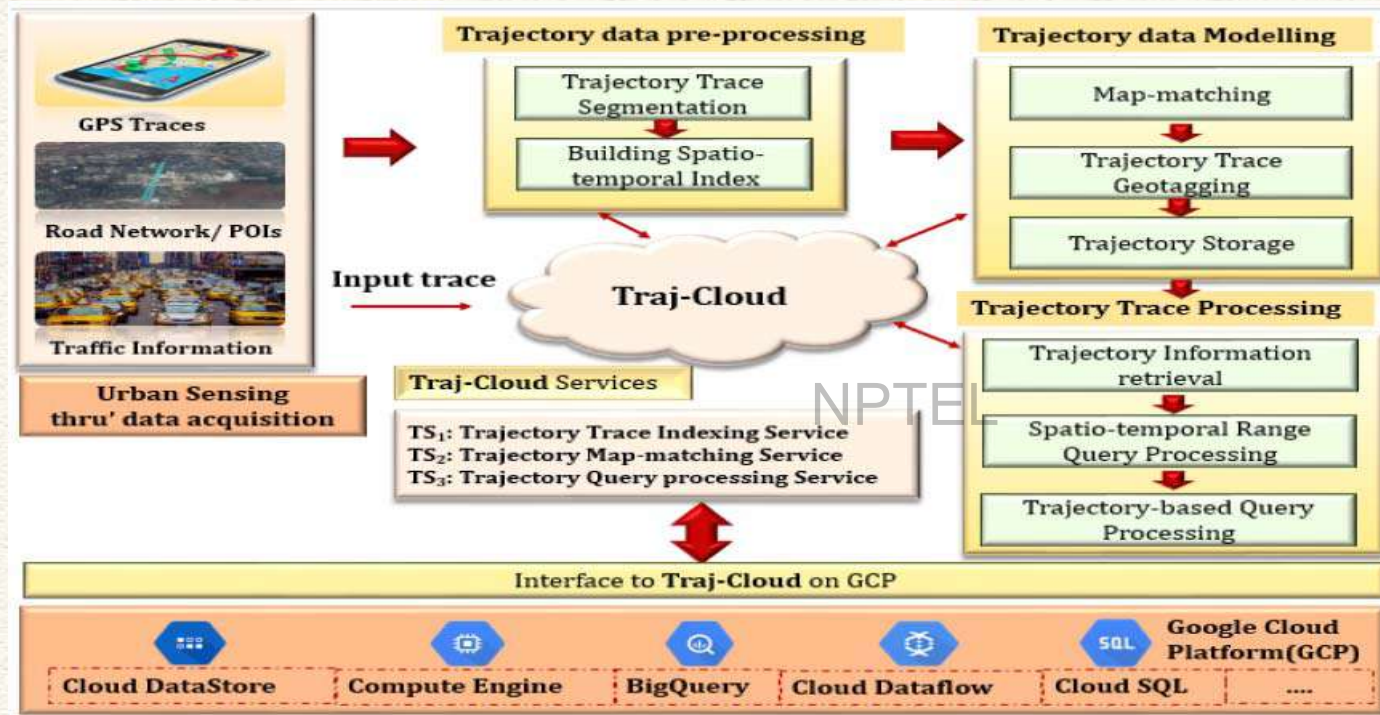 GPS Traces
Road Network/ POIs
Traffic Information
Urban Sensing
thru' data acquisition
Input trace
Trajectory data pre-processing
Trajectory Trace
Segmentation
Building Spatio-
temporal Index
Trajectory data Modelling
Map-matching
Trajectory Trace
Geotagging
Trajectory Storage
Traj-Cloud
Trajectory Trace Processing
Trajectory Information
retrieval
Spatio-temporal Range
Query Processing
Trajectory-based Query
Processing
Traj-Cloud Services
NPTEL
TS₁: Trajectory Trace Indexing Service
TS₂: Trajectory Map-matching Service
TS₃: Trajectory Query processing Service
Interface to Traj-Cloud on GCP
SQL
Google Cloud
Platform(GCP)
Cloud DataStore
Compute Engine
BigQuery
Cloud Dataflow
Cloud SQL
....